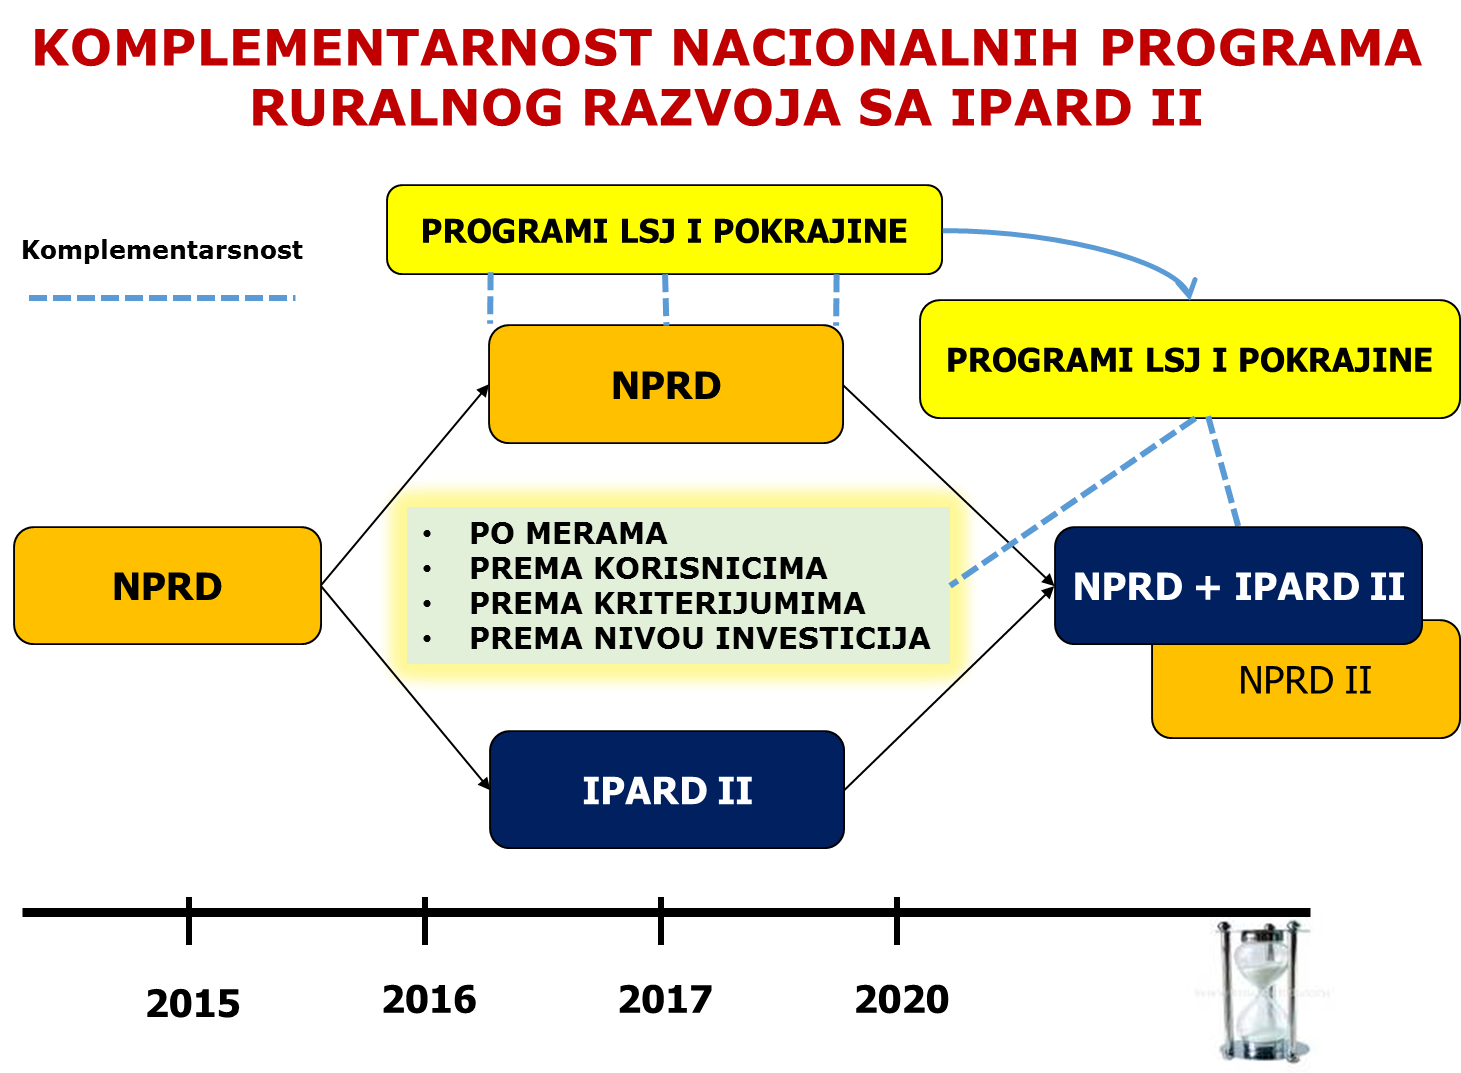 KOMPLEMENTARNOST NACIONALNIH PROGRAMA
RURALNOG RAZVOJA SA IPARD II
PROGRAMI LSJ I POKRAJINE
Komplementarsnost
PROGRAMI LSJ I POKRAJINE
NPRD
NPRD
• PO MERAMA
• PREMA KORISNICIMA
• PREMA KRITERIJUMIMA
• PREMA NIVOU INVESTICIJA
NPRD + IPARD II
NPRD II
IPARD II
2015
2016
2017
2020